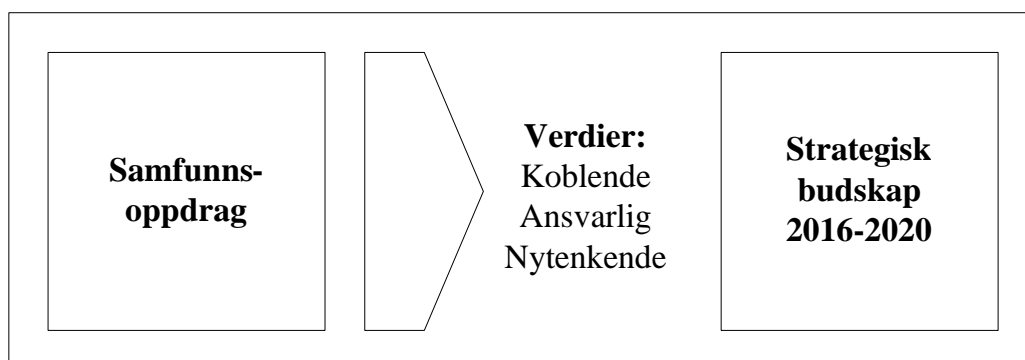 Samfunns-
oppdrag
Verdier:
Koblende
Ansvarlig
Nytenkende
Strategisk
budskap
2016-2020